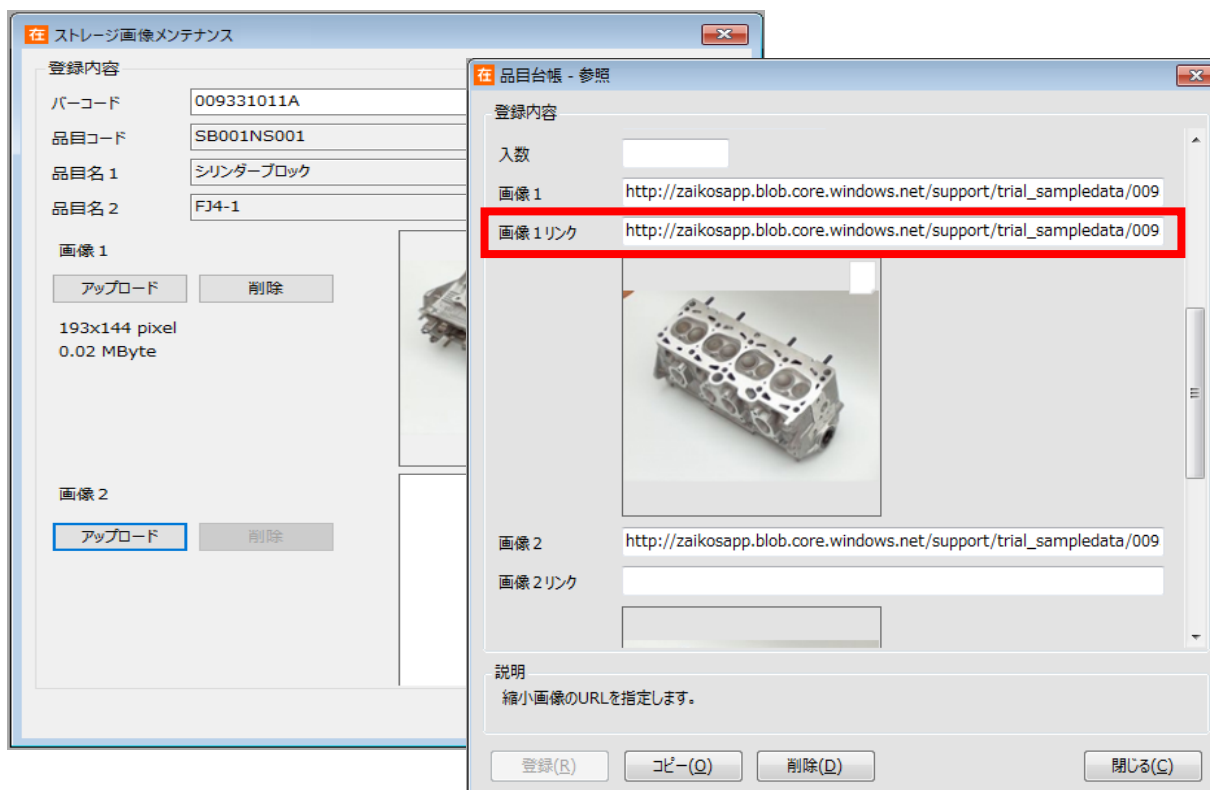 在 ストレージ画像メンテナンス
登録内容
バーコード 009331011A
品目コード SB001NS001
品目名1 シリンダーブロック
品目名2 FJ4-1
画像1
アップロード 削除
193x144 pixel
0.02 MByte
画像2
アップロード 削除
在 品目台帳 - 参照
登録内容
入数
画像1 http://zaikosapp.blob.core.windows.net/support/trial_sampledata/009
画像1リンク http://zaikosapp.blob.core.windows.net/support/trial_sampledata/009
画像2 http://zaikosapp.blob.core.windows.net/support/trial_sampledata/009
画像2リンク
説明
縮小画像のURLを指定します。
登録(R) コピー(O) 削除(D) 閉じる(C)